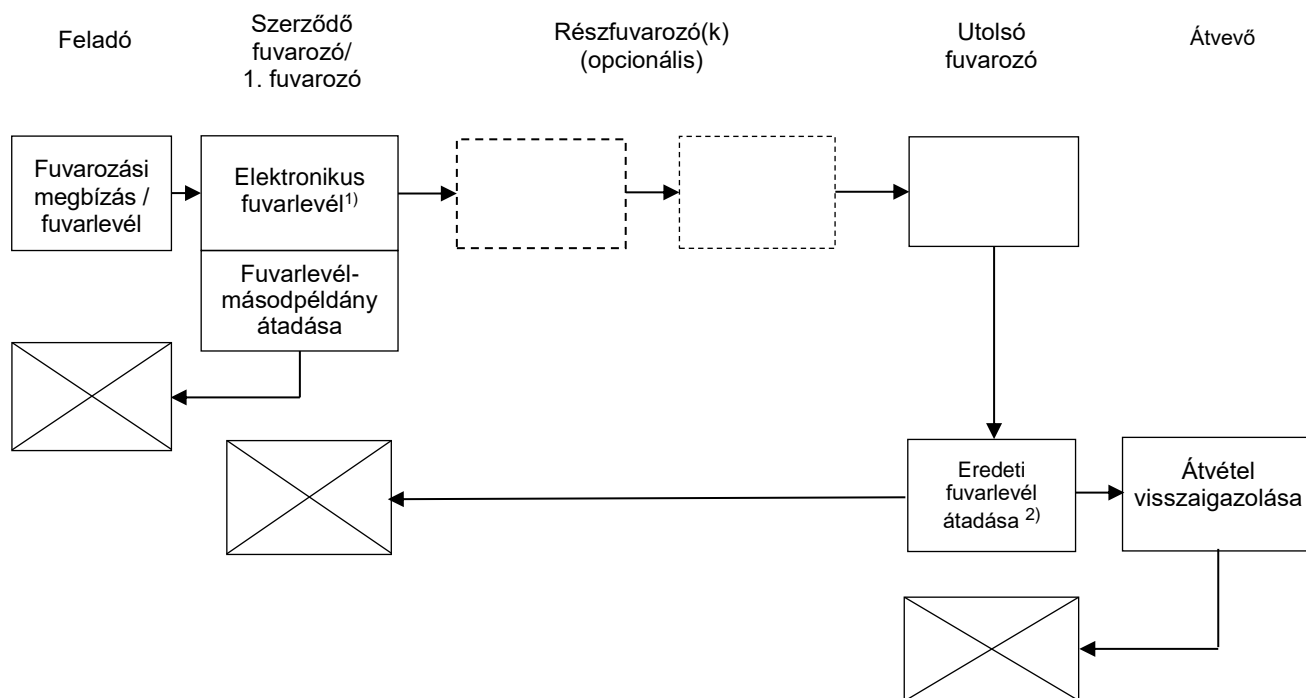 Feladó
Szerződő
fuvarozó/
1. fuvarozó
Részfuvarozó(k)
(opcionális)
Utolsó
fuvarozó
Átvevő
Fuvarozási
megbízás /
fuvarlevél
Elektronikus
fuvarlevél1)
Fuvarlevél-
másodpéldány
átadása
Eredeti
fuvarlevél
átadása 2)
Átvétel
visszaigazolása